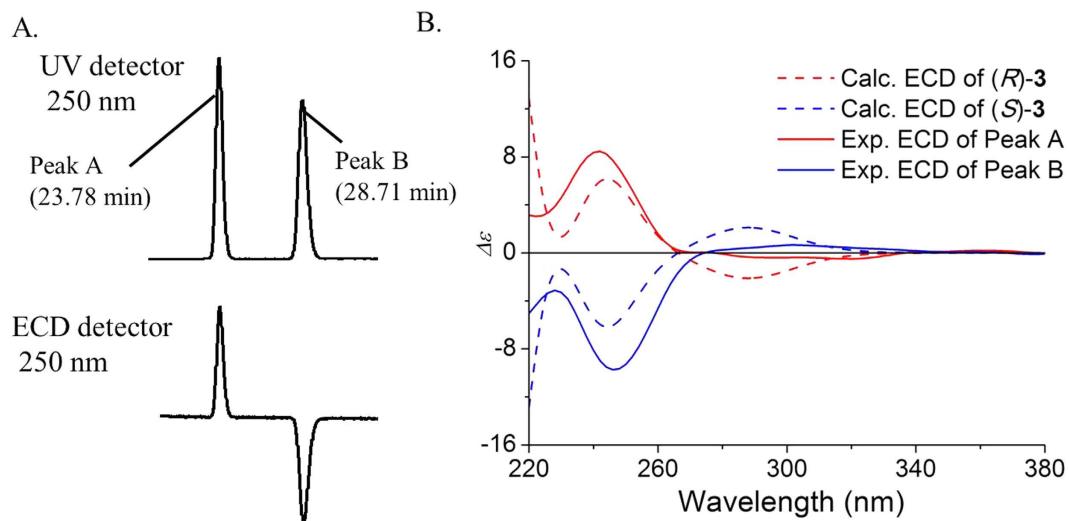 A.
UV detector
250 nm
Peak A
(23.78 min)
Peak B
(28.71 min)
ECD detector
250 nm
B.
Calc. ECD of (R)-3
Calc. ECD of (S)-3
Exp. ECD of Peak A
Exp. ECD of Peak B
Δε
16
8
0
-8
-16
220
260
300
340
380
Wavelength (nm)